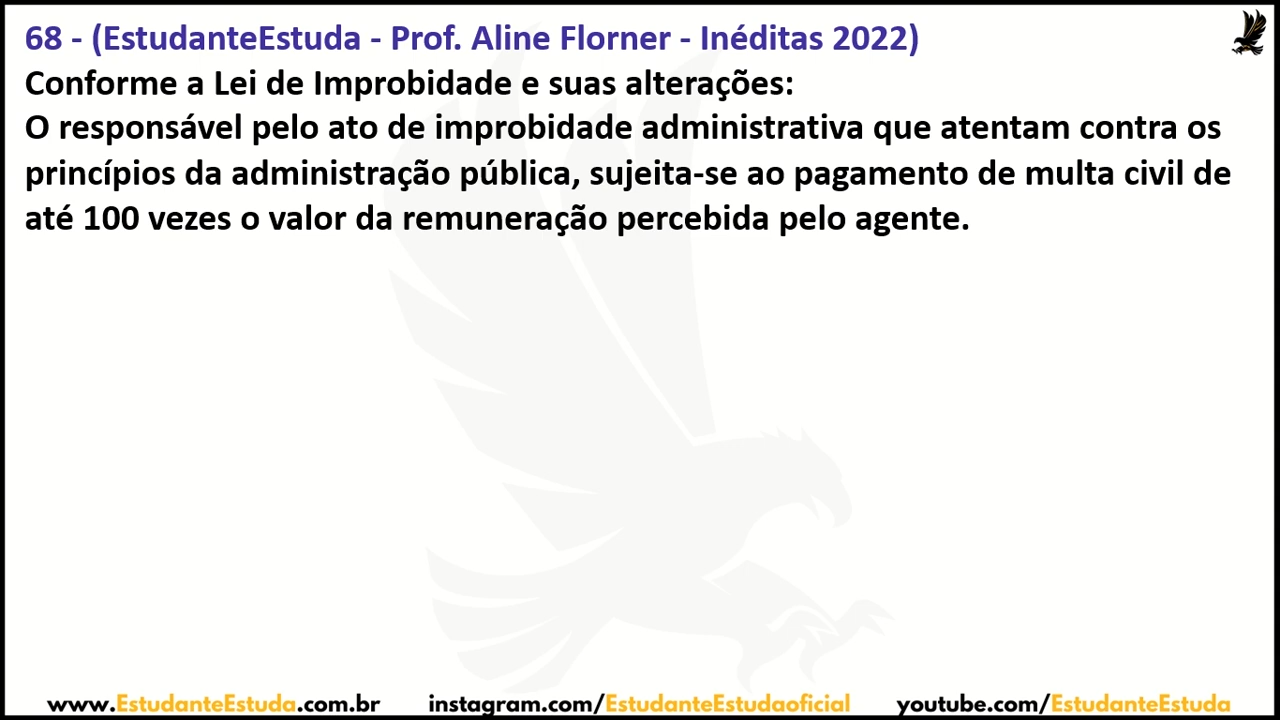 68 - (EstudanteEstuda - Prof. Aline Florner - Inéditas 2022)
Conforme a Lei de Improbidade e suas alterações:
O responsável pelo ato de improbidade administrativa que atentam contra os
princípios da administração pública, sujeita-se ao pagamento de multa civil de
até 100 vezes o valor da remuneração percebida pelo agente.
www.EstudanteEstuda.com.br instagram.com/EstudanteEstudaoficial youtube.com/EstudanteEstuda